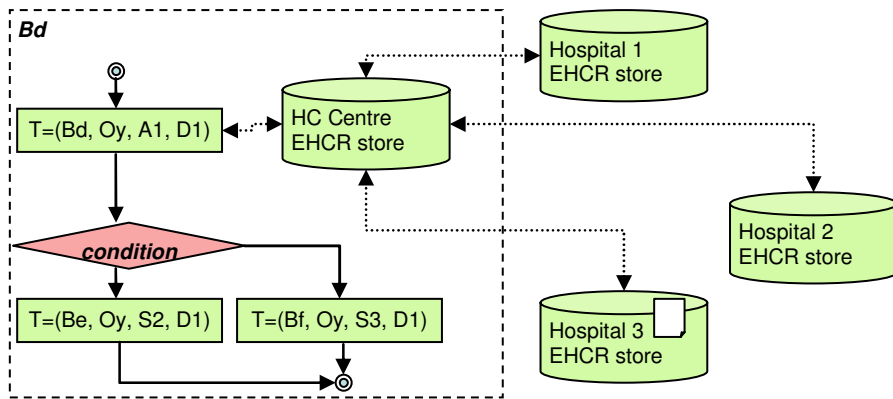 Bd
Hospital 1
EHCR store
HC Centre
EHCR store
T=(Bd, Oy, A1, D1)
Hospital 2
EHCR store
condition
T=(Be, Oy, S2, D1)
T=(Bf, Oy, S3, D1)
Hospital 3
EHCR store